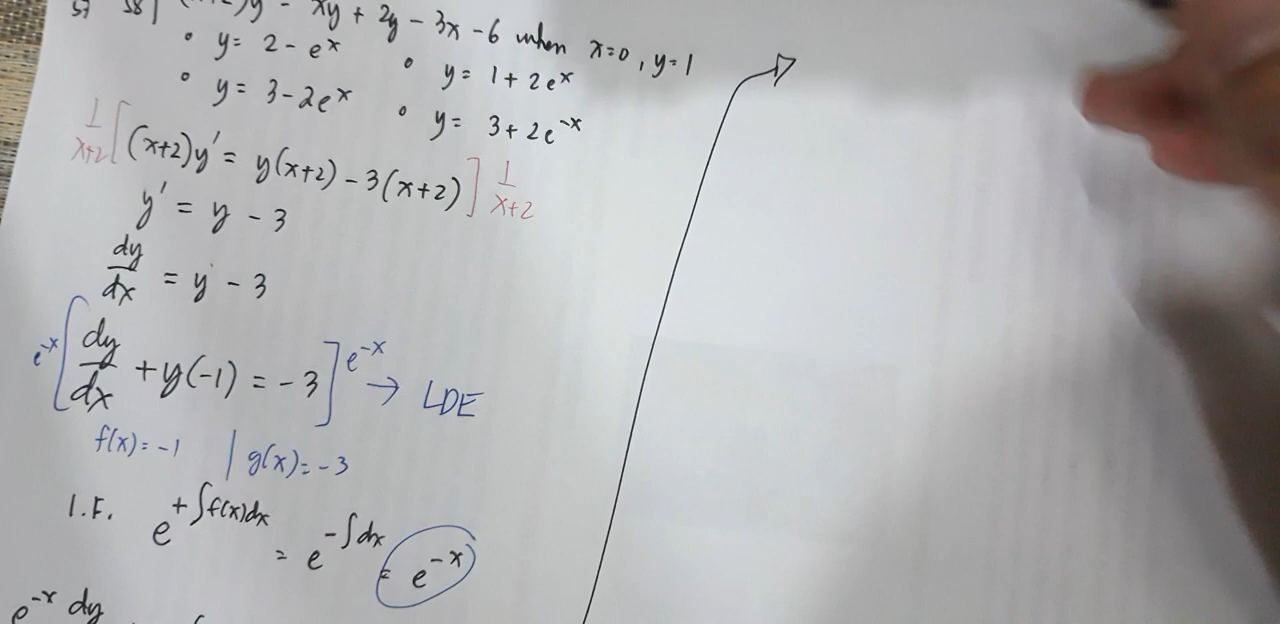 57 58 (x+2)y' = xy + 2y - 3x - 6 when x=0, y=1
• y= 2 - e^x • y= 1 + 2e^x
• y= 3 - 2e^x • y= 3 + 2e^-x
1/x+2 [(x+2)y' = y(x+2) - 3(x+2)] 1/x+2
y' = y - 3
dy/dx = y - 3
e^-x [dy/dx + y(-1) = -3] e^-x → LDE
f(x)= -1 | g(x)= -3
I.F. e^+∫f(x)dx = e^-∫dx = e^-x
e^-x dy